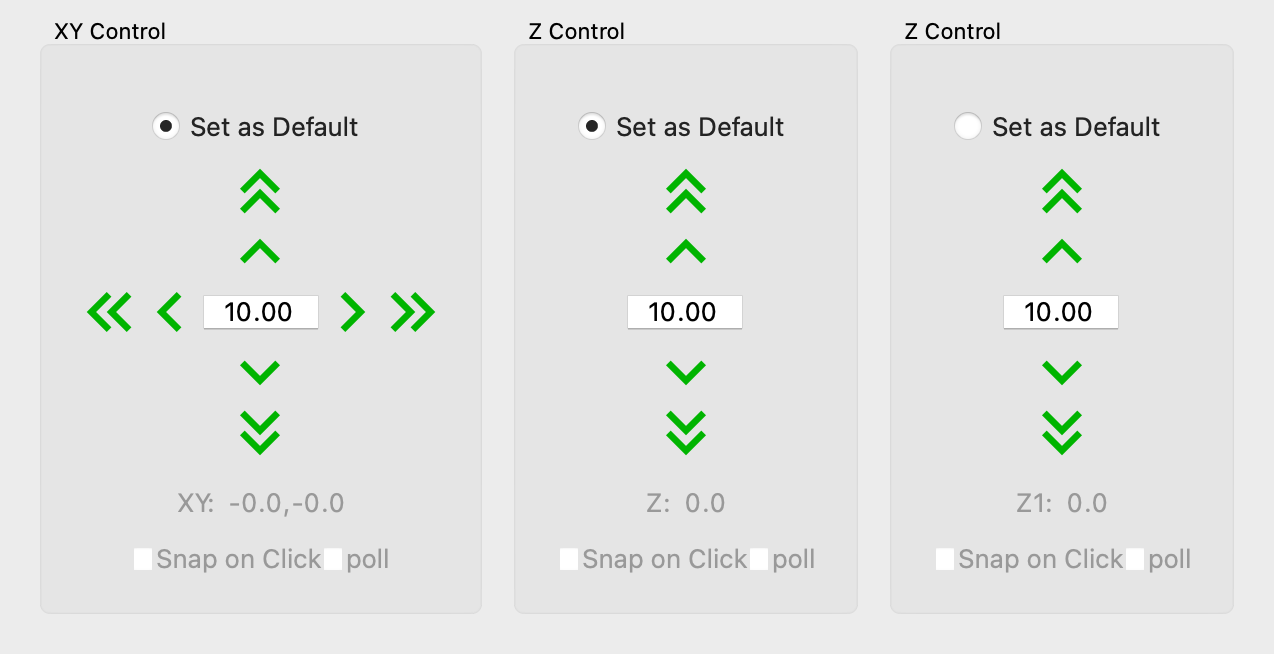 XY Control
Set as Default
10.00
XY: -0.0,-0.0
Snap on Click poll
Z Control
Set as Default
10.00
Z: 0.0
Snap on Click poll
Z Control
Set as Default
10.00
Z1: 0.0
Snap on Click poll